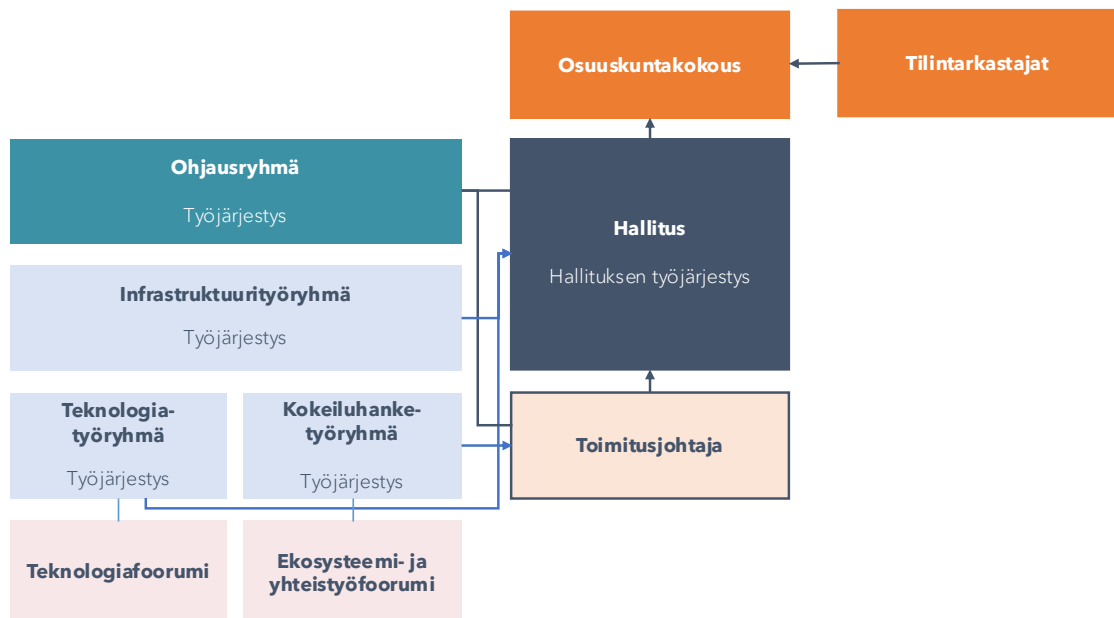 Osuuskuntakokous
Tilintarkastajat
Ohjausryhmä
Työjärjestys
Hallitus
Hallituksen työjärjestys
Infrastruktuurityöryhmä
Työjärjestys
Teknologia-
työryhmä
Työjärjestys
Kokeiluhanke-
työryhmä
Työjärjestys
Toimitusjohtaja
Teknologiafoorumi
Ekosysteemi- ja
yhteistyöfoorumi